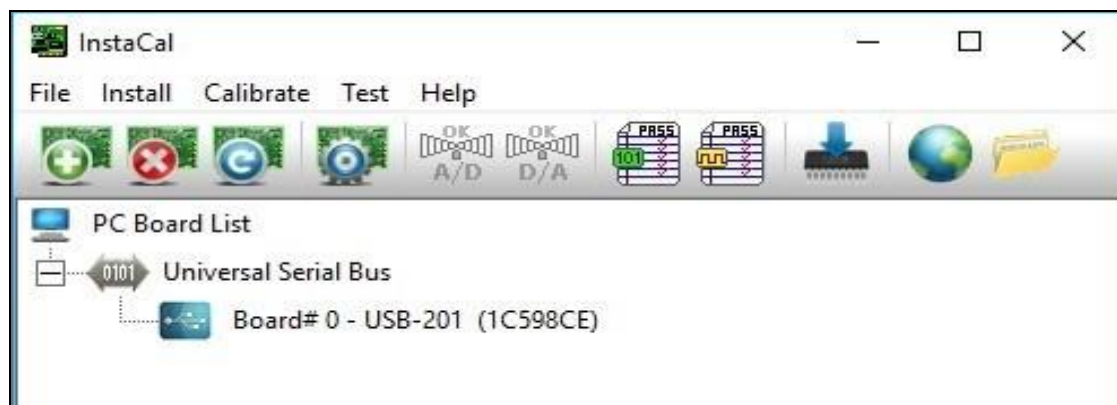 InstaCal
File Install Calibrate Test Help
OK OK PASS PASS
A/D D/A 101
PC Board List
0101 Universal Serial Bus
Board# 0 - USB-201 (1C598CE)